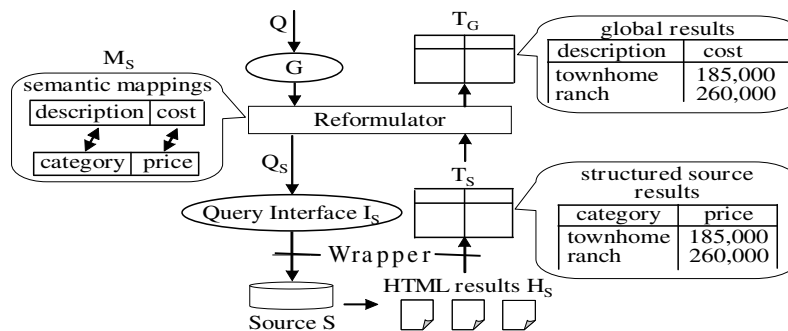 Q
G
M_S
semantic mappings
description cost
category price
Reformulator
Q_S
Query Interface I_S
Wrapper
Source S
HTML results H_S
T_S
T_G
global results
description cost
townhome 185,000
ranch 260,000
structured source
results
category price
townhome 185,000
ranch 260,000